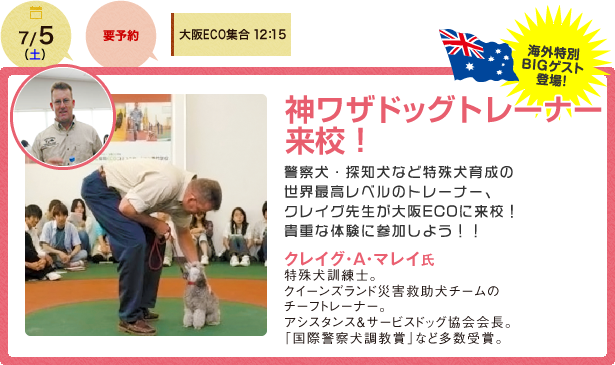 7/5
(土)
要予約
大阪ECO集合 12:15
海外特別
BIGゲスト
登場!
神ワザドッグトレーナー
来校！
警察犬・探知犬など特殊犬育成の
世界最高レベルのトレーナー、
クレイグ先生が大阪ECOに来校！
貴重な体験に参加しよう！！
クレイグ・A・マレイ氏
特殊犬訓練士。
クイーンズランド災害救助犬チームの
チーフトレーナー。
アシスタンス&サービスドッグ協会会長。
「国際警察犬調教賞」など多数受賞。